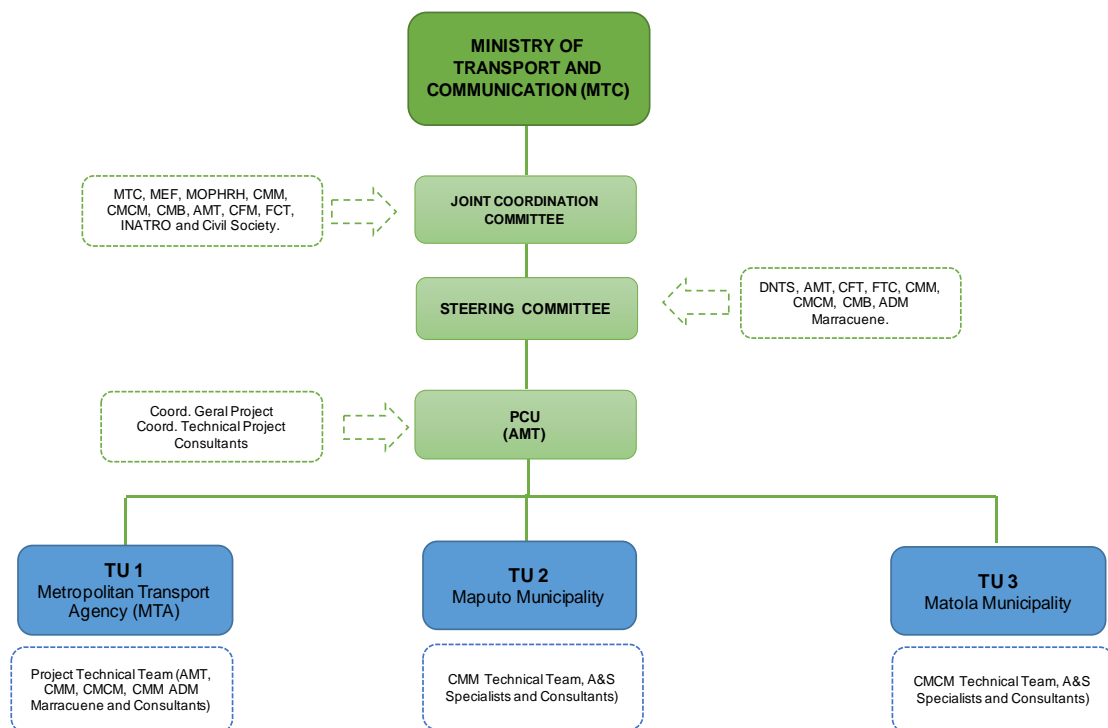 MINISTRY OF
TRANSPORT AND
COMMUNICATION (MTC)
MTC, MEF, MOPHRH, CMM,
CMCM, CMB, AMT, CFM, FCT,
INATRO and Civil Society.
JOINT COORDINATION
COMMITTEE
STEERING COMMITTEE
DNTS, AMT, CFT, FTC, CMM,
CMCM, CMB, ADM
Marracuene.
Coord. Geral Project
Coord. Technical Project
Consultants
PCU
(AMT)
TU 1
Metropolitan Transport
Agency (MTA)
TU 2
Maputo Municipality
TU 3
Matola Municipality
Project Technical Team (AMT,
CMM, CMCM, CMM ADM
Marracuene and Consultants)
CMM Technical Team, A&S
Specialists and Consultants)
CMCM Technical Team, A&S
Specialists and Consultants)